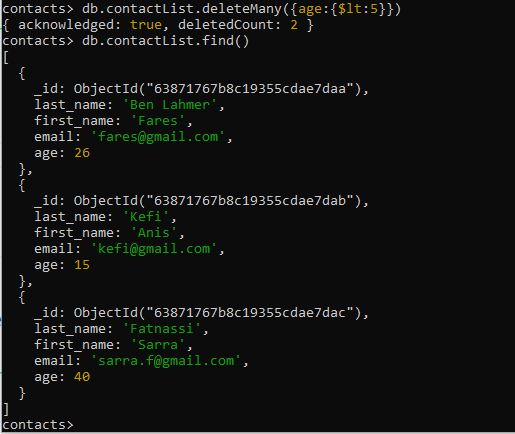 contacts> db.contactList.deleteMany({age:{$lt:5}})
{ acknowledged: true, deletedCount: 2 }
contacts> db.contactList.find()
[
  {
    _id: ObjectId("63871767b8c19355cdae7daa"),
    last_name: 'Ben Lahmer',
    first_name: 'Fares',
    email: 'fares@gmail.com',
    age: 26
  },
  {
    _id: ObjectId("63871767b8c19355cdae7dab"),
    last_name: 'Kefi',
    first_name: 'Anis',
    email: 'kefi@gmail.com',
    age: 15
  },
  {
    _id: ObjectId("63871767b8c19355cdae7dac"),
    last_name: 'Fatnassi',
    first_name: 'Sarra',
    email: 'sarra.f@gmail.com',
    age: 40
  }
]
contacts>